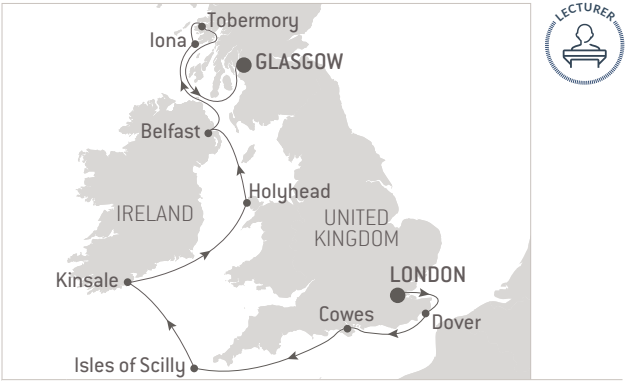 LECTURER
Tobermory
Iona
GLASGOW
Belfast
Holyhead
IRELAND
UNITED
KINGDOM
Kinsale
LONDON
Cowes
Dover
Isles of Scilly